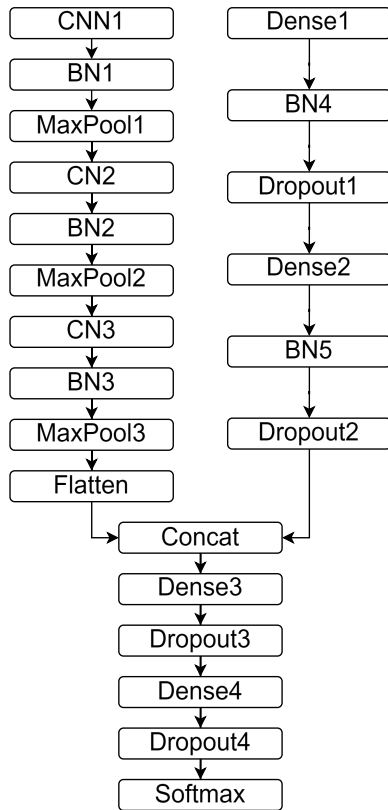 CNN1
BN1
MaxPool1
CN2
BN2
MaxPool2
CN3
BN3
MaxPool3
Flatten
Dense1
BN4
Dropout1
Dense2
BN5
Dropout2
Concat
Dense3
Dropout3
Dense4
Dropout4
Softmax